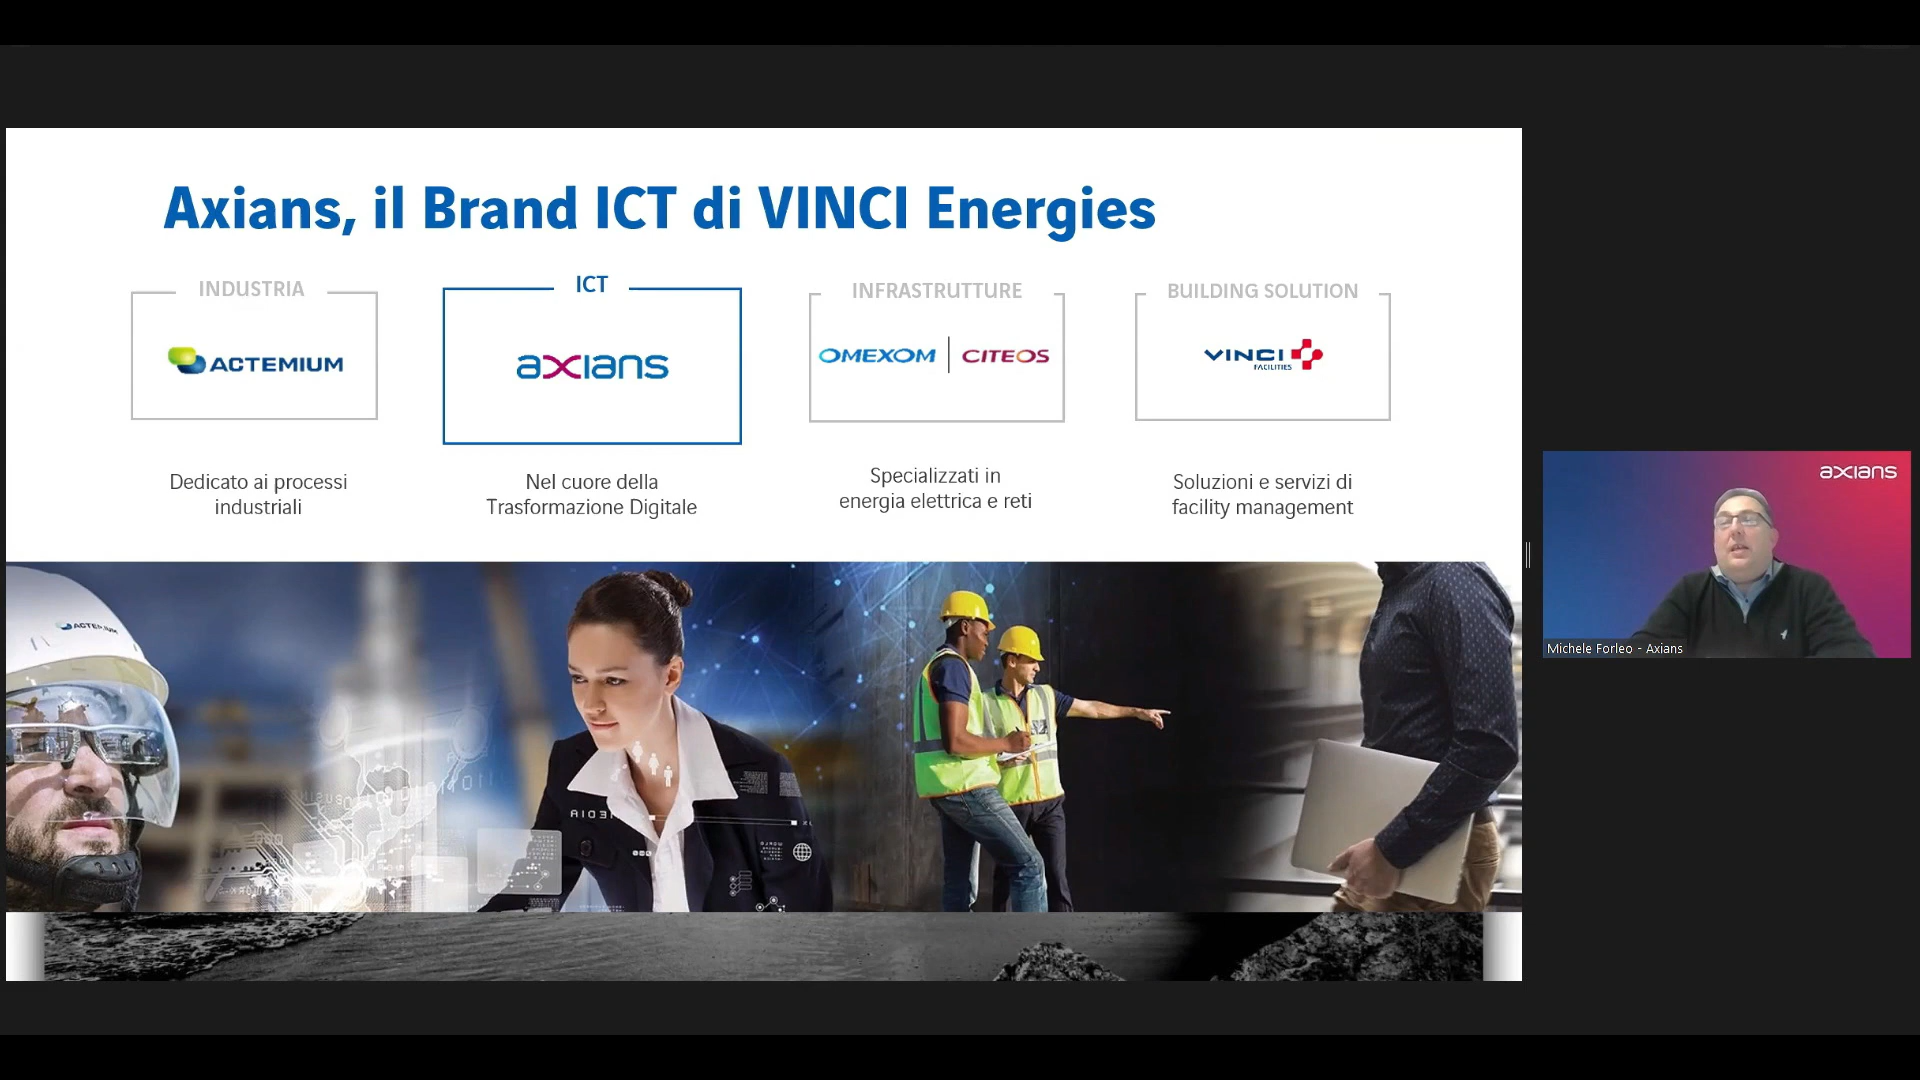 Axians, il Brand ICT di VINCI Energies
INDUSTRIA
ACTEMIUM
Dedicato ai processi
industriali
ICT
axians
Nel cuore della
Trasformazione Digitale
INFRASTRUTTURE
OMEXOM | CITEOS
Specializzati in
energia elettrica e reti
BUILDING SOLUTION
VINCI
FACILITIES
Soluzioni e servizi di
facility management
axians
Michele Forleo - Axians